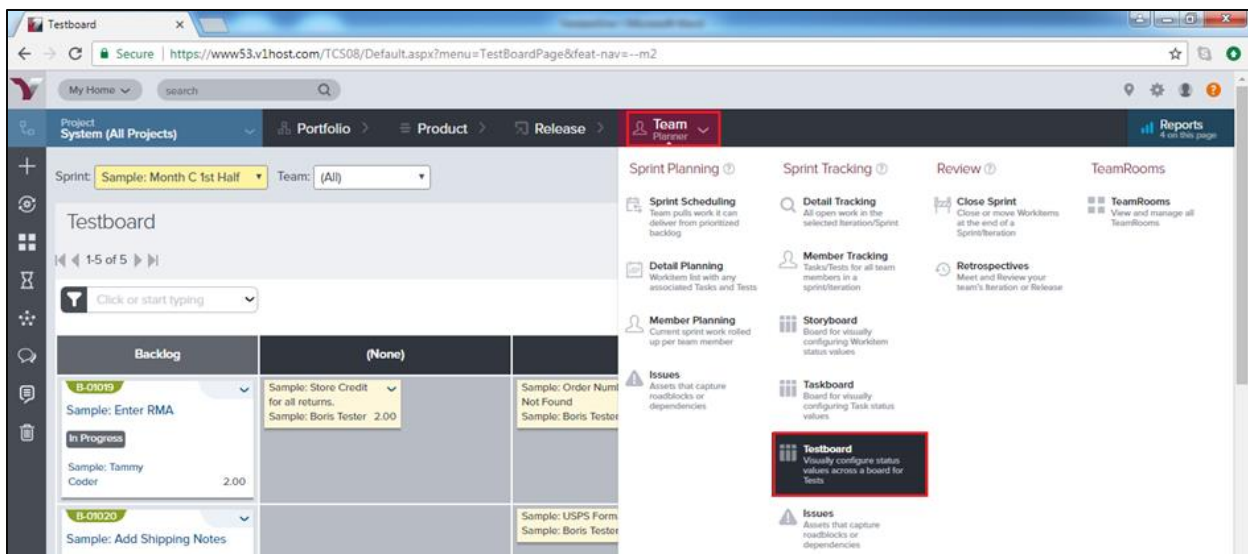 Testboard
Secure | https://www53.v1host.com/TCS08/Default.aspx?menu=TestBoardPage&feat-nav=--m2
My Home
search
Project
System (All Projects)
Portfolio
Product
Release
Team
Planner
Reports
4 on this page
Sprint: Sample: Month C 1st Half
Team: (All)
Testboard
1-5 of 5
Click or start typing
Backlog
(None)
B-01019
Sample: Enter RMA
In Progress
Sample: Tammy
Coder 2.00
Sample: Store Credit
for all returns.
Sample: Boris Tester 2.00
Sample: Order Num
Not Found
Sample: Boris Tester
B-01020
Sample: Add Shipping Notes
Sample: USPS Form
Sample: Boris Tester
Sprint Planning
Sprint Scheduling
Team pulls work it can
deliver from prioritized
backlog
Detail Planning
Workitem list with any
associated Tasks and Tests
Member Planning
Current sprint work rolled
up per team member
Issues
Assets that capture
roadblocks or
dependencies
Sprint Tracking
Detail Tracking
All open work in the
selected Iteration/Sprint
Member Tracking
Tasks/Tests for all team
members in a
sprint/iteration
Storyboard
Board for visually
configuring Workitem
status values
Taskboard
Board for visually
configuring Task status
values
Testboard
Visually configure status
values across a board for
Tests
Issues
Assets that capture
roadblocks or
dependencies
Review
Close Sprint
Close or move Workitems
at the end of a
Sprint/Iteration
Retrospectives
Meet and Review your
team's Iteration or Release
TeamRooms
TeamRooms
View and manage all
TeamRooms